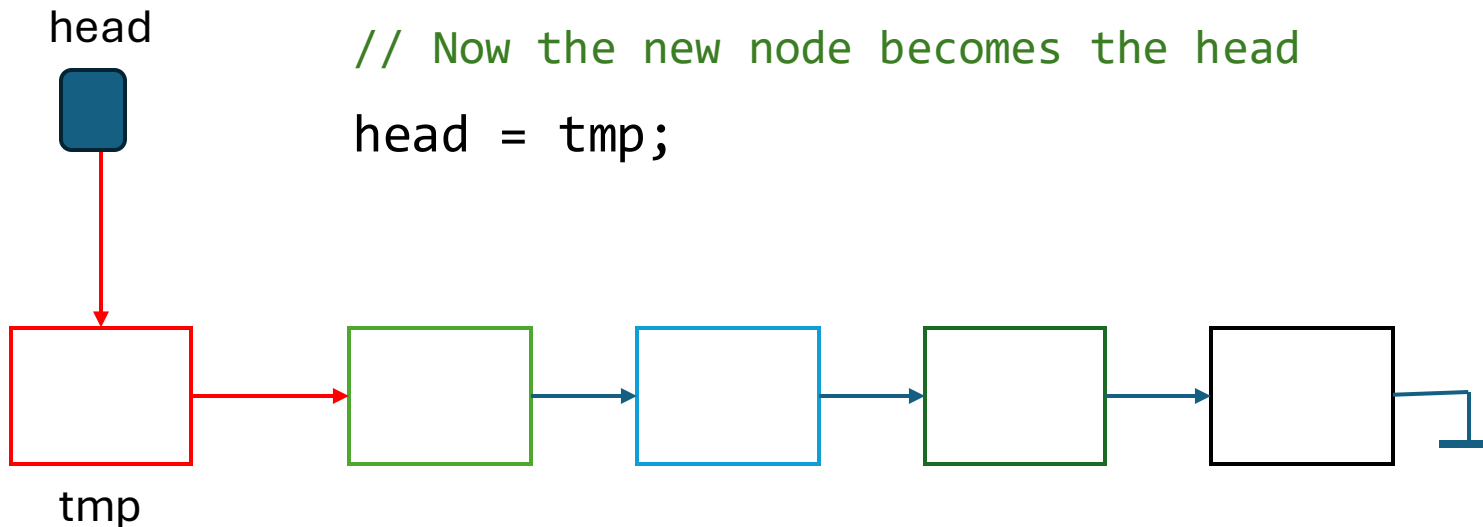 head
// Now the new node becomes the head
head = tmp;
tmp